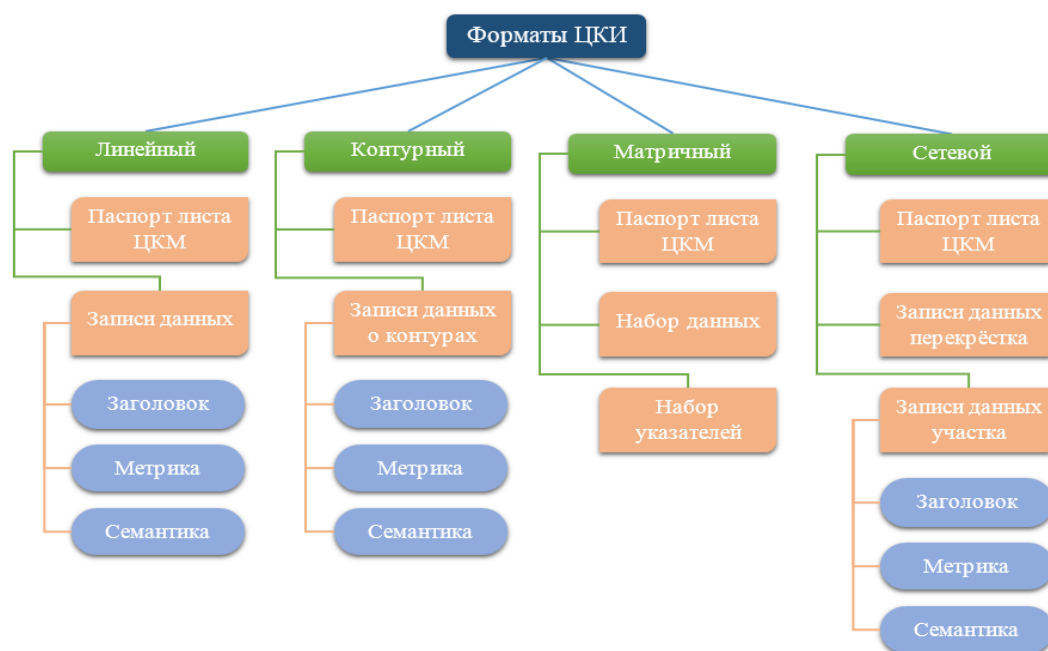 Форматы ЦКИ
Линейный
Паспорт листа
ЦКМ
Записи данных
Заголовок
Метрика
Семантика
Контурный
Паспорт листа
ЦКМ
Записи данных
о контурах
Заголовок
Метрика
Семантика
Матричный
Паспорт листа
ЦКМ
Набор данных
Набор
указателей
Сетевой
Паспорт листа
ЦКМ
Записи данных
перекрёстка
Записи данных
участка
Заголовок
Метрика
Семантика